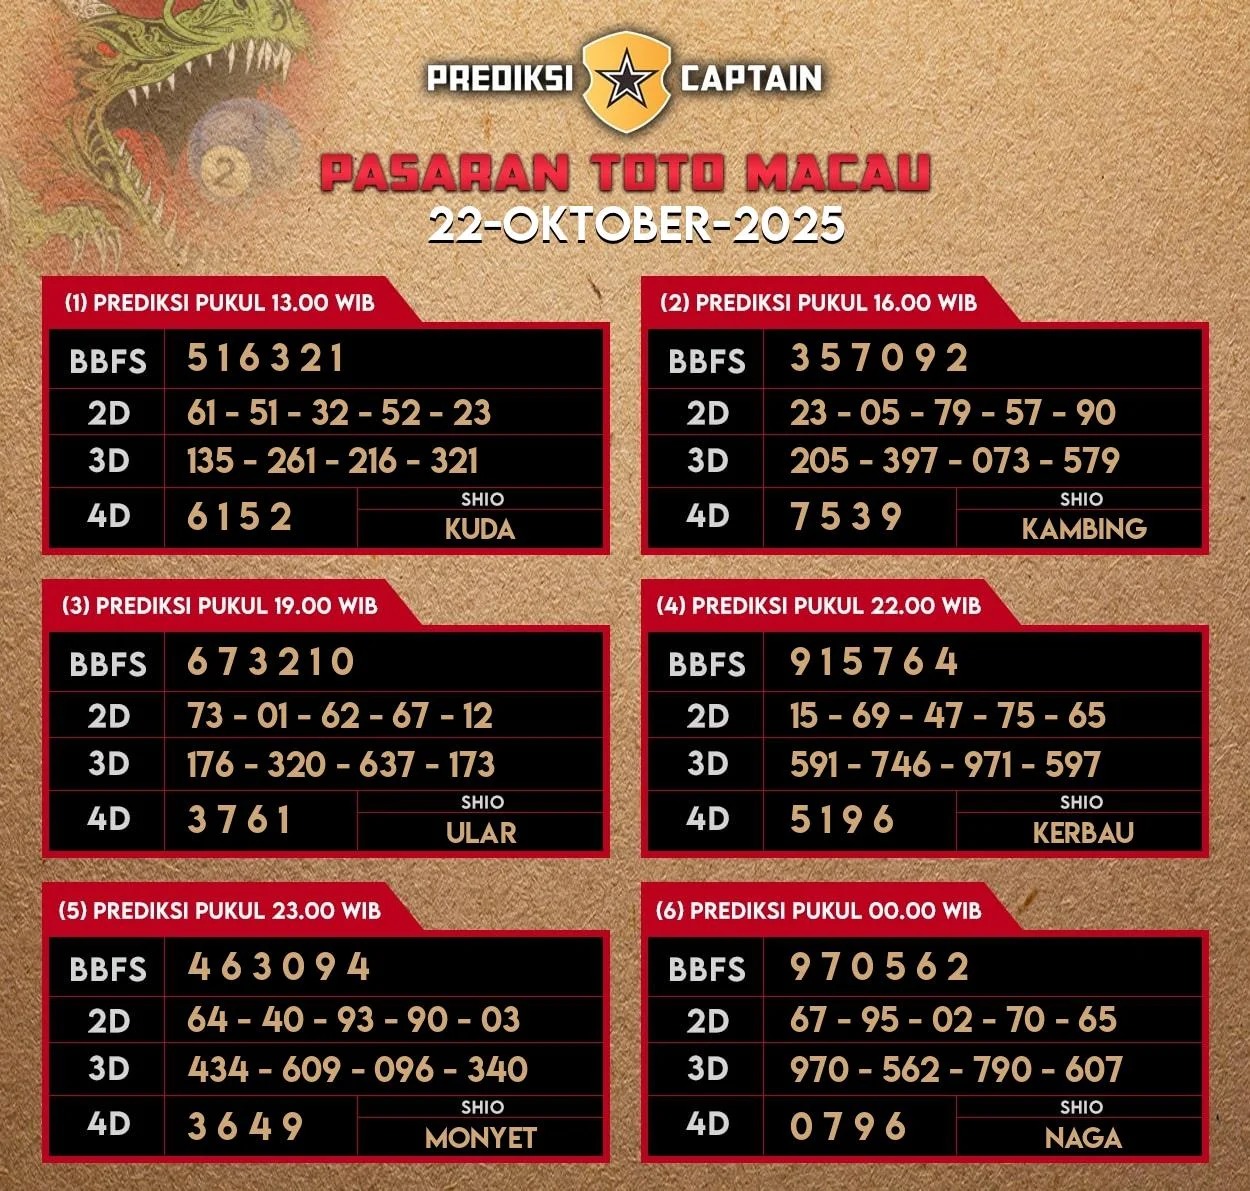 PREDIKSI CAPTAIN
PASARAN TOTO MACAU
22-OKTOBER-2025
2
(1) PREDIKSI PUKUL 13.00 WIB
BBFS 5 1 6 3 2 1
2D 61 - 51 - 32 - 52 - 23
3D 135 - 261 - 216 - 321
4D 6 1 5 2
SHIO
KUDA
(2) PREDIKSI PUKUL 16.00 WIB
BBFS 3 5 7 0 9 2
2D 23 - 05 - 79 - 57 - 90
3D 205 - 397 - 073 - 579
4D 7 5 3 9
SHIO
KAMBING
(3) PREDIKSI PUKUL 19.00 WIB
BBFS 6 7 3 2 1 0
2D 73 - 01 - 62 - 67 - 12
3D 176 - 320 - 637 - 173
4D 3 7 6 1
SHIO
ULAR
(4) PREDIKSI PUKUL 22.00 WIB
BBFS 9 1 5 7 6 4
2D 15 - 69 - 47 - 75 - 65
3D 591 - 746 - 971 - 597
4D 5 1 9 6
SHIO
KERBAU
(5) PREDIKSI PUKUL 23.00 WIB
BBFS 4 6 3 0 9 4
2D 64 - 40 - 93 - 90 - 03
3D 434 - 609 - 096 - 340
4D 3 6 4 9
SHIO
MONYET
(6) PREDIKSI PUKUL 00.00 WIB
BBFS 9 7 0 5 6 2
2D 67 - 95 - 02 - 70 - 65
3D 970 - 562 - 790 - 607
4D 0 7 9 6
SHIO
NAGA